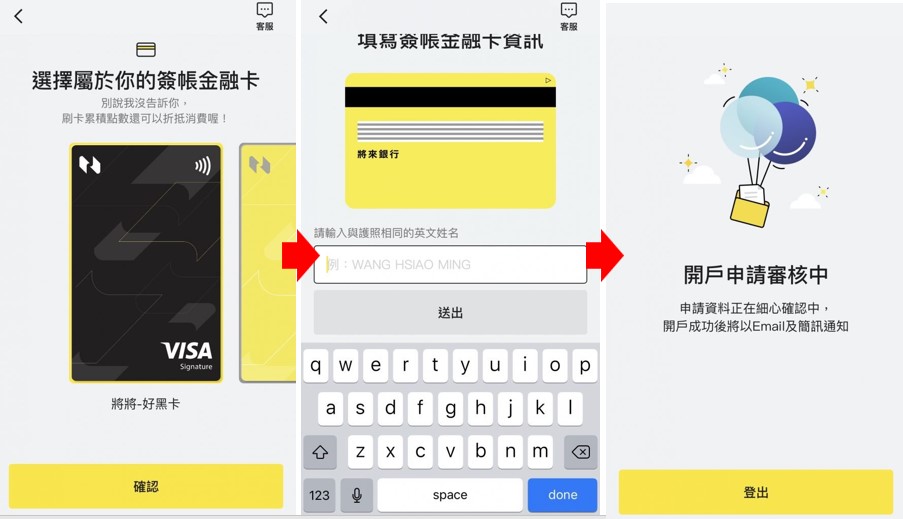 客服
選擇屬於你的簽帳金融卡
別說我沒告訴你，
刷卡累積點數還可以折抵消費喔！
VISA
Signature
將將-好黑卡
確認
客服
填寫簽帳金融卡資訊
將來銀行
請輸入與護照相同的英文姓名
例：WANG HSIAO MING
送出
q w e r t y u i o p
a s d f g h j k l
z x c v b n m
123 space done
開戶申請審核中
申請資料正在細心確認中，
開戶成功後將以Email及簡訊通知
登出